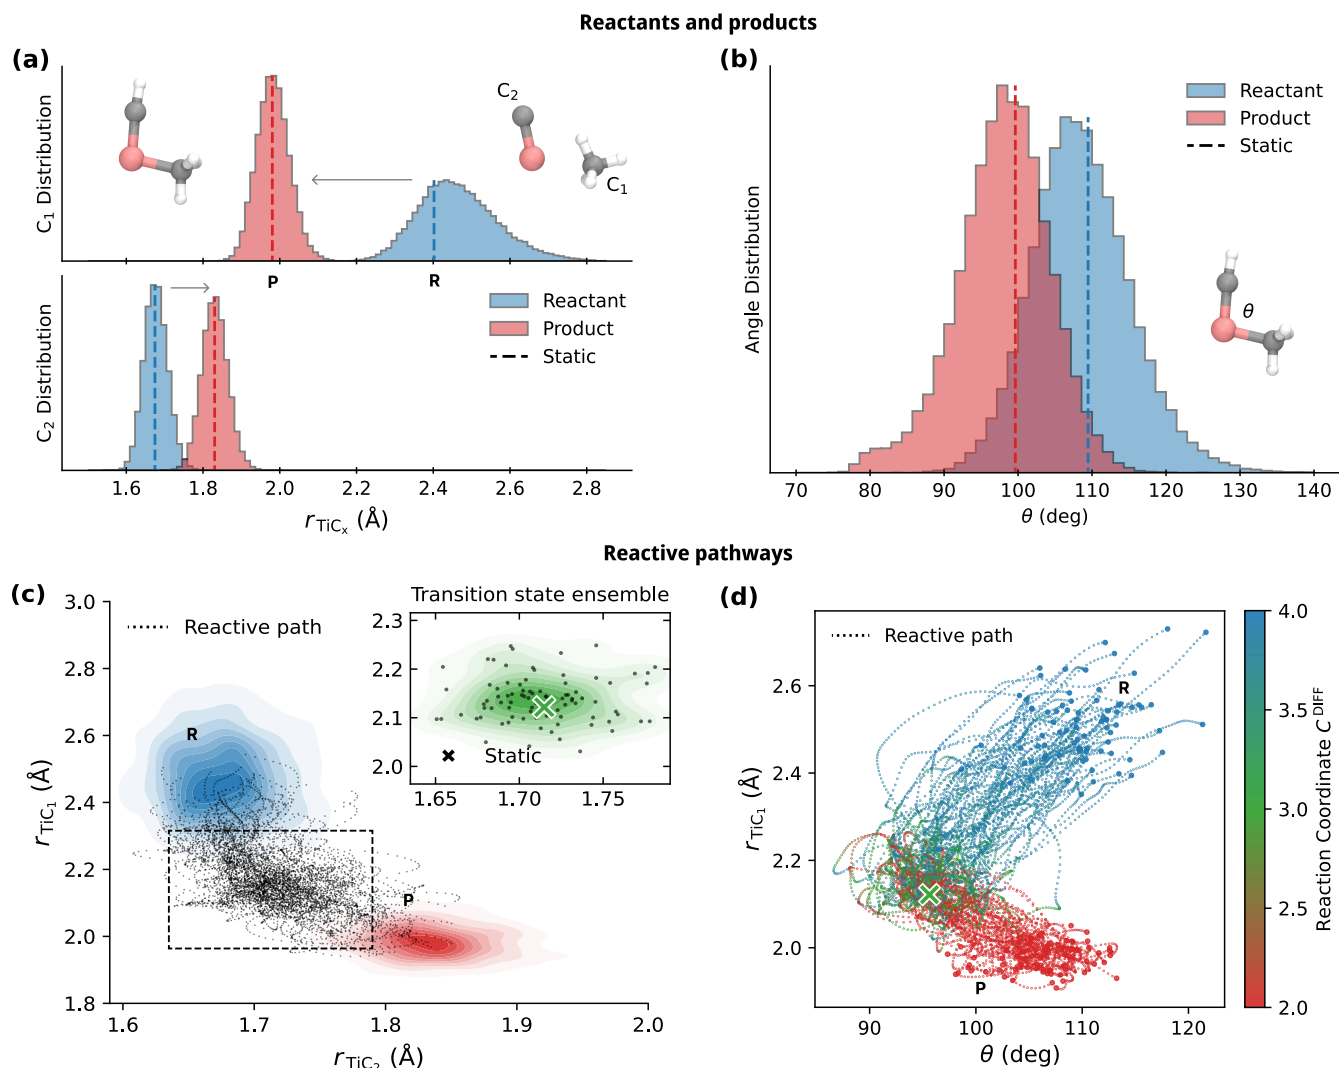 Reactants and products
(a)
C2
C1
C1 Distribution
P
R
C2 Distribution
Reactant
Product
Static
1.6 1.8 2.0 2.2 2.4 2.6 2.8
rTiCx (Å)
(b)
Reactant
Product
Static
θ
Angle Distribution
70 80 90 100 110 120 130 140
θ (deg)
Reactive pathways
(c)
Reactive path
R
P
3.0
2.8
2.6
2.4
2.2
2.0
1.8
rTiC1 (Å)
1.6 1.7 1.8 1.9 2.0
rTiC2 (Å)
Transition state ensemble
2.3
2.2
2.1
2.0
Static
1.65 1.70 1.75
(d)
Reactive path
R
P
2.6
2.4
2.2
2.0
rTiC1 (Å)
90 100 110 120
θ (deg)
4.0
3.5
3.0
2.5
2.0
Reaction Coordinate C^DIFF